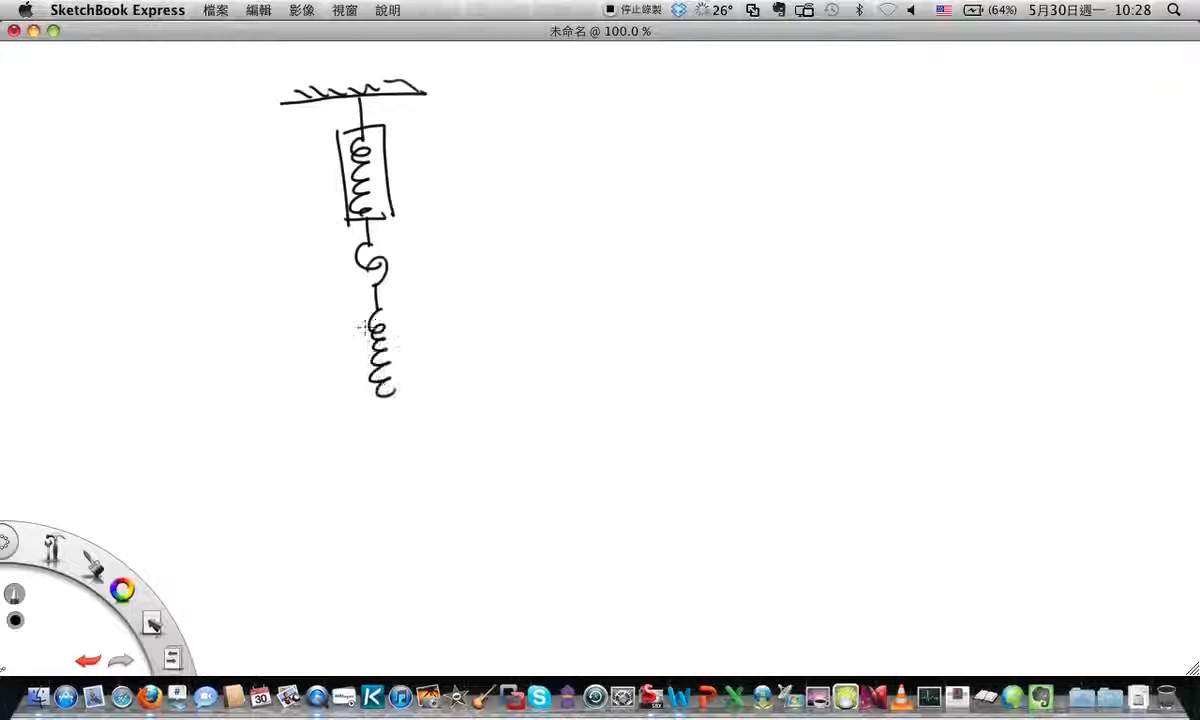 SketchBook Express 檔案 編輯 影像 視窗 說明 停止錄製 26° (64%) 5月30日週一 10:28
未命名 @ 100.0 %
30